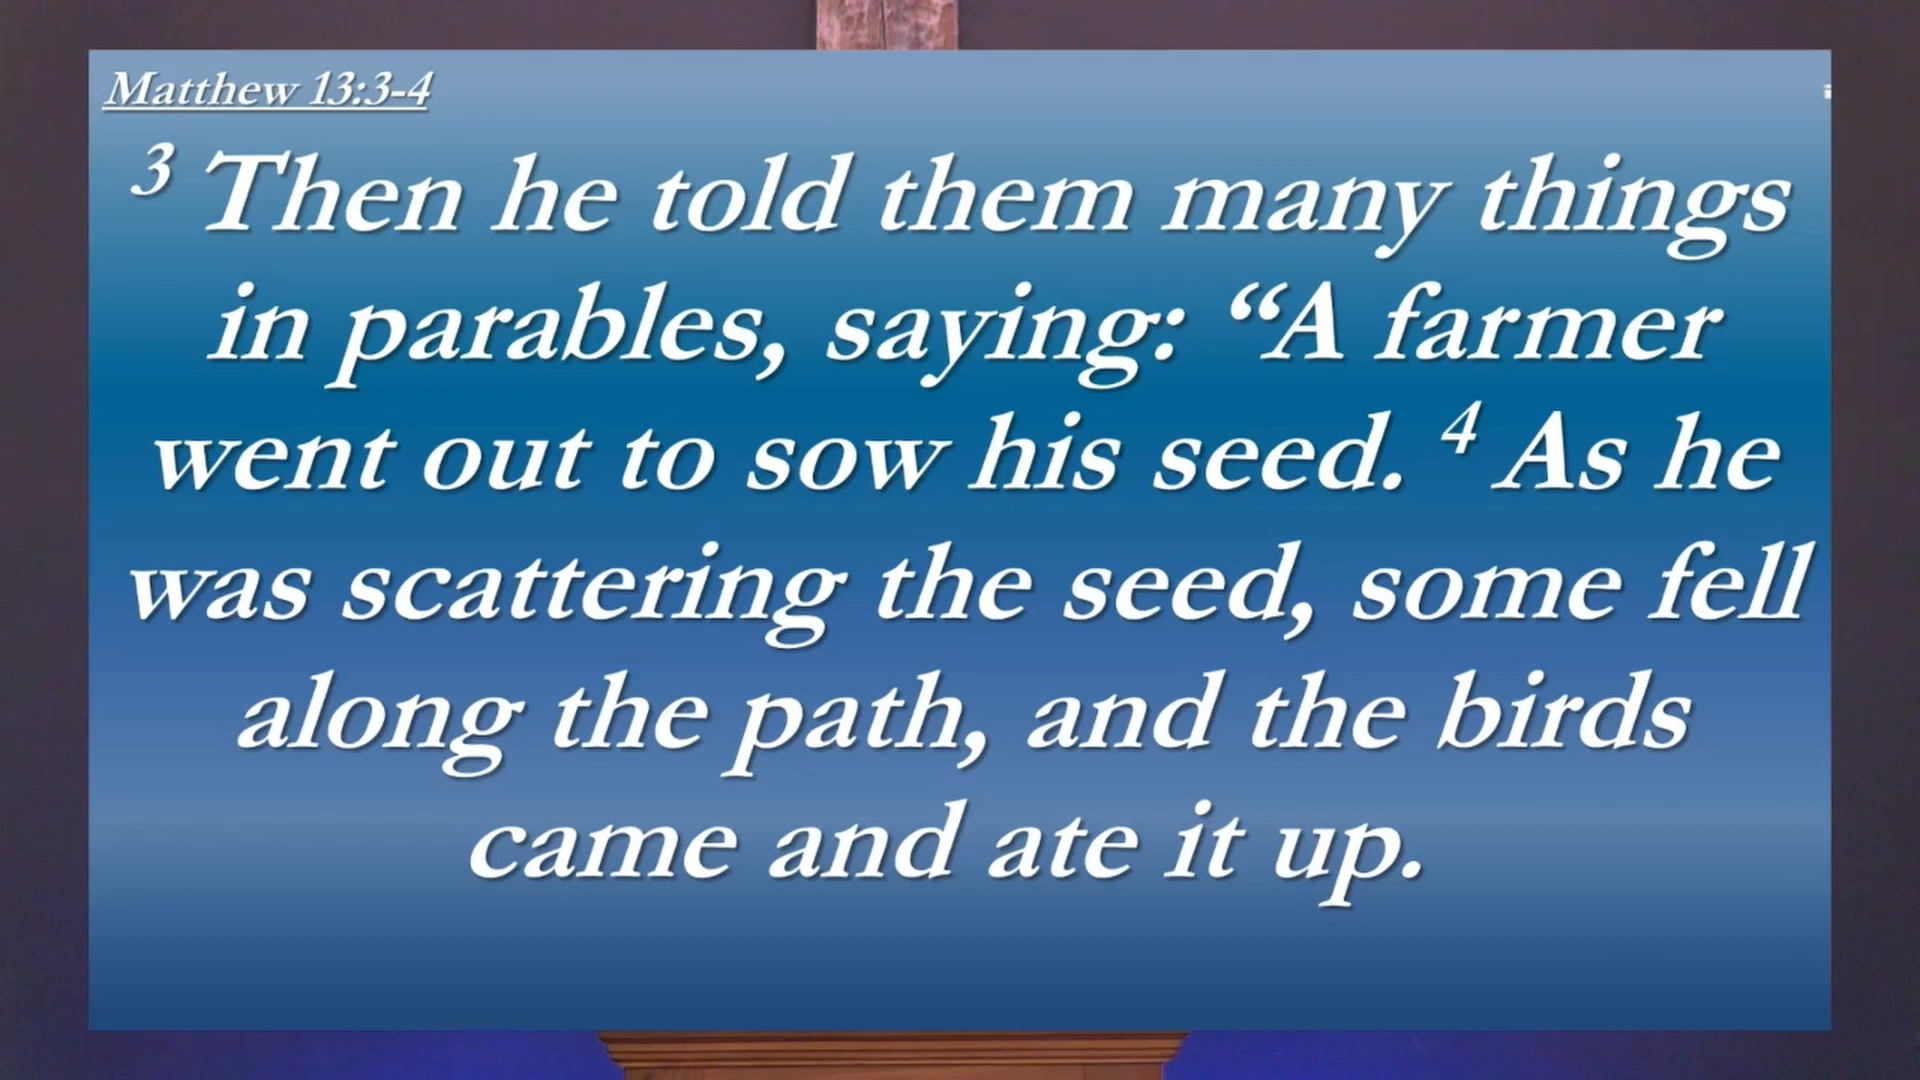 Matthew 13:3-4
3 Then he told them many things
in parables, saying: “A farmer
went out to sow his seed. 4 As he
was scattering the seed, some fell
along the path, and the birds
came and ate it up.